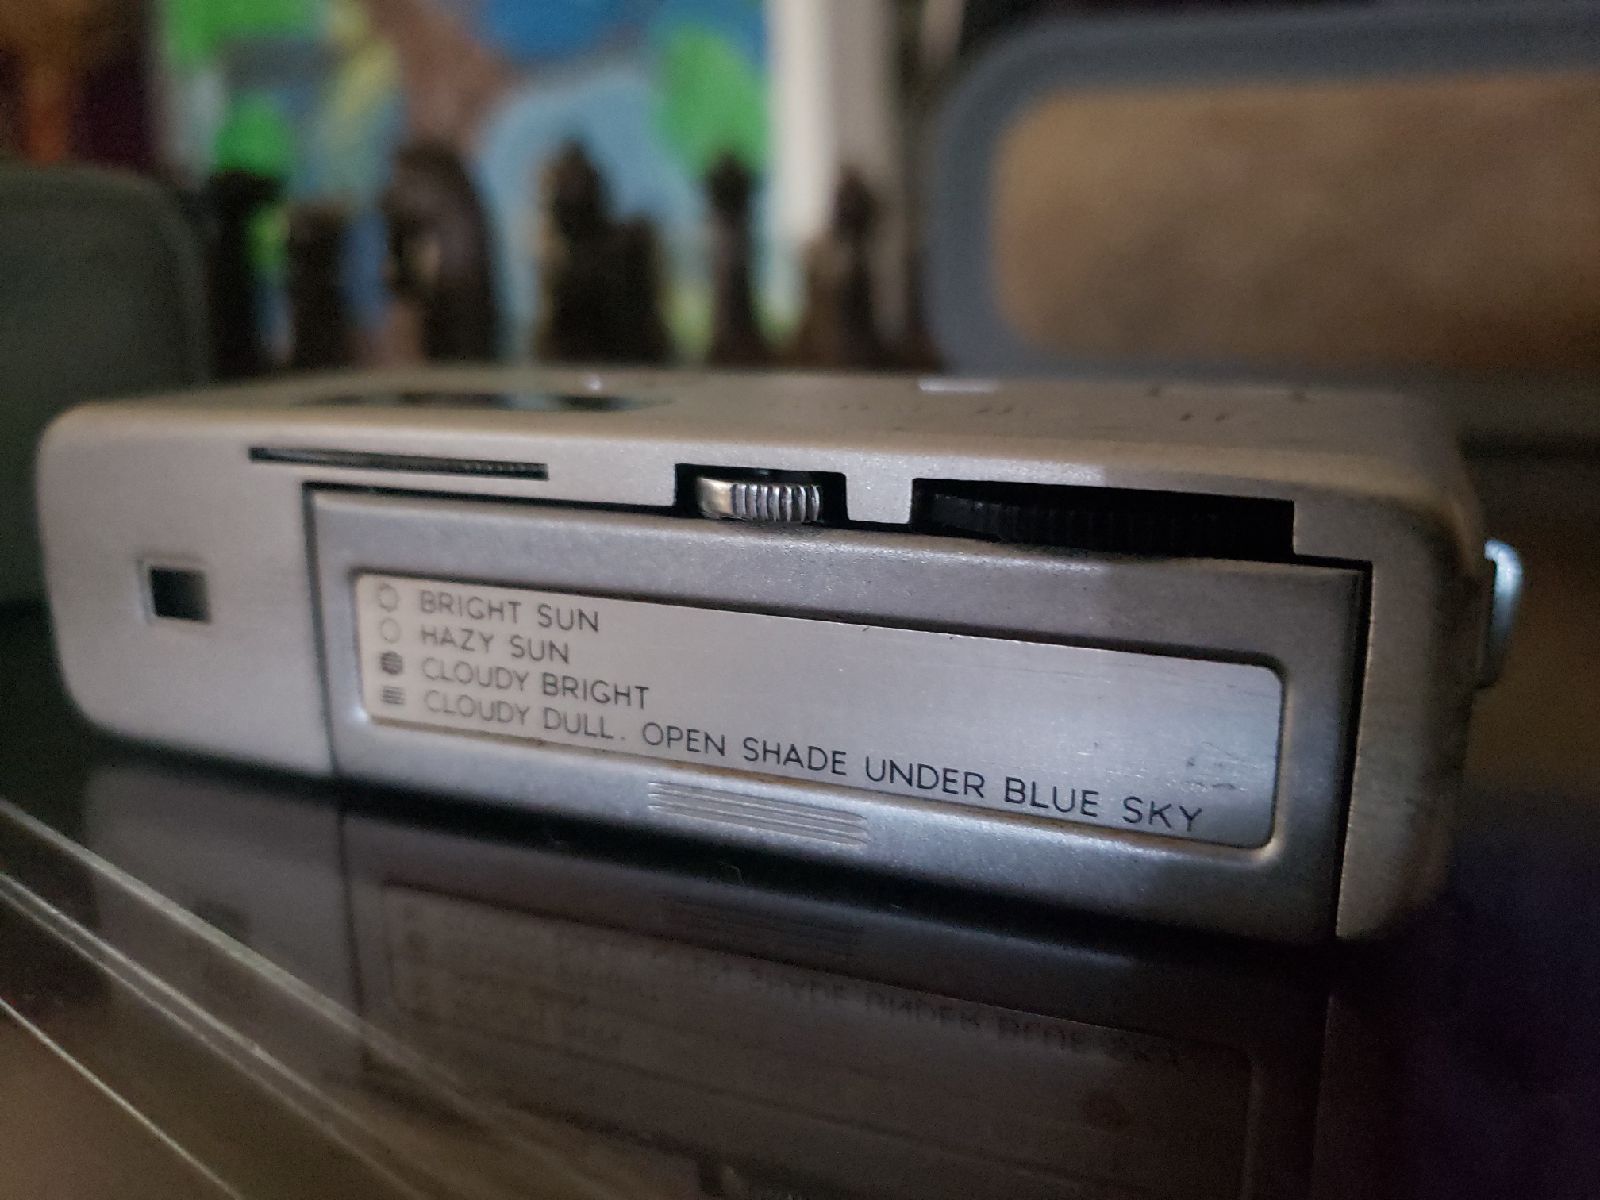 BRIGHT SUN
HAZY SUN
CLOUDY BRIGHT
CLOUDY DULL. OPEN SHADE UNDER BLUE SKY